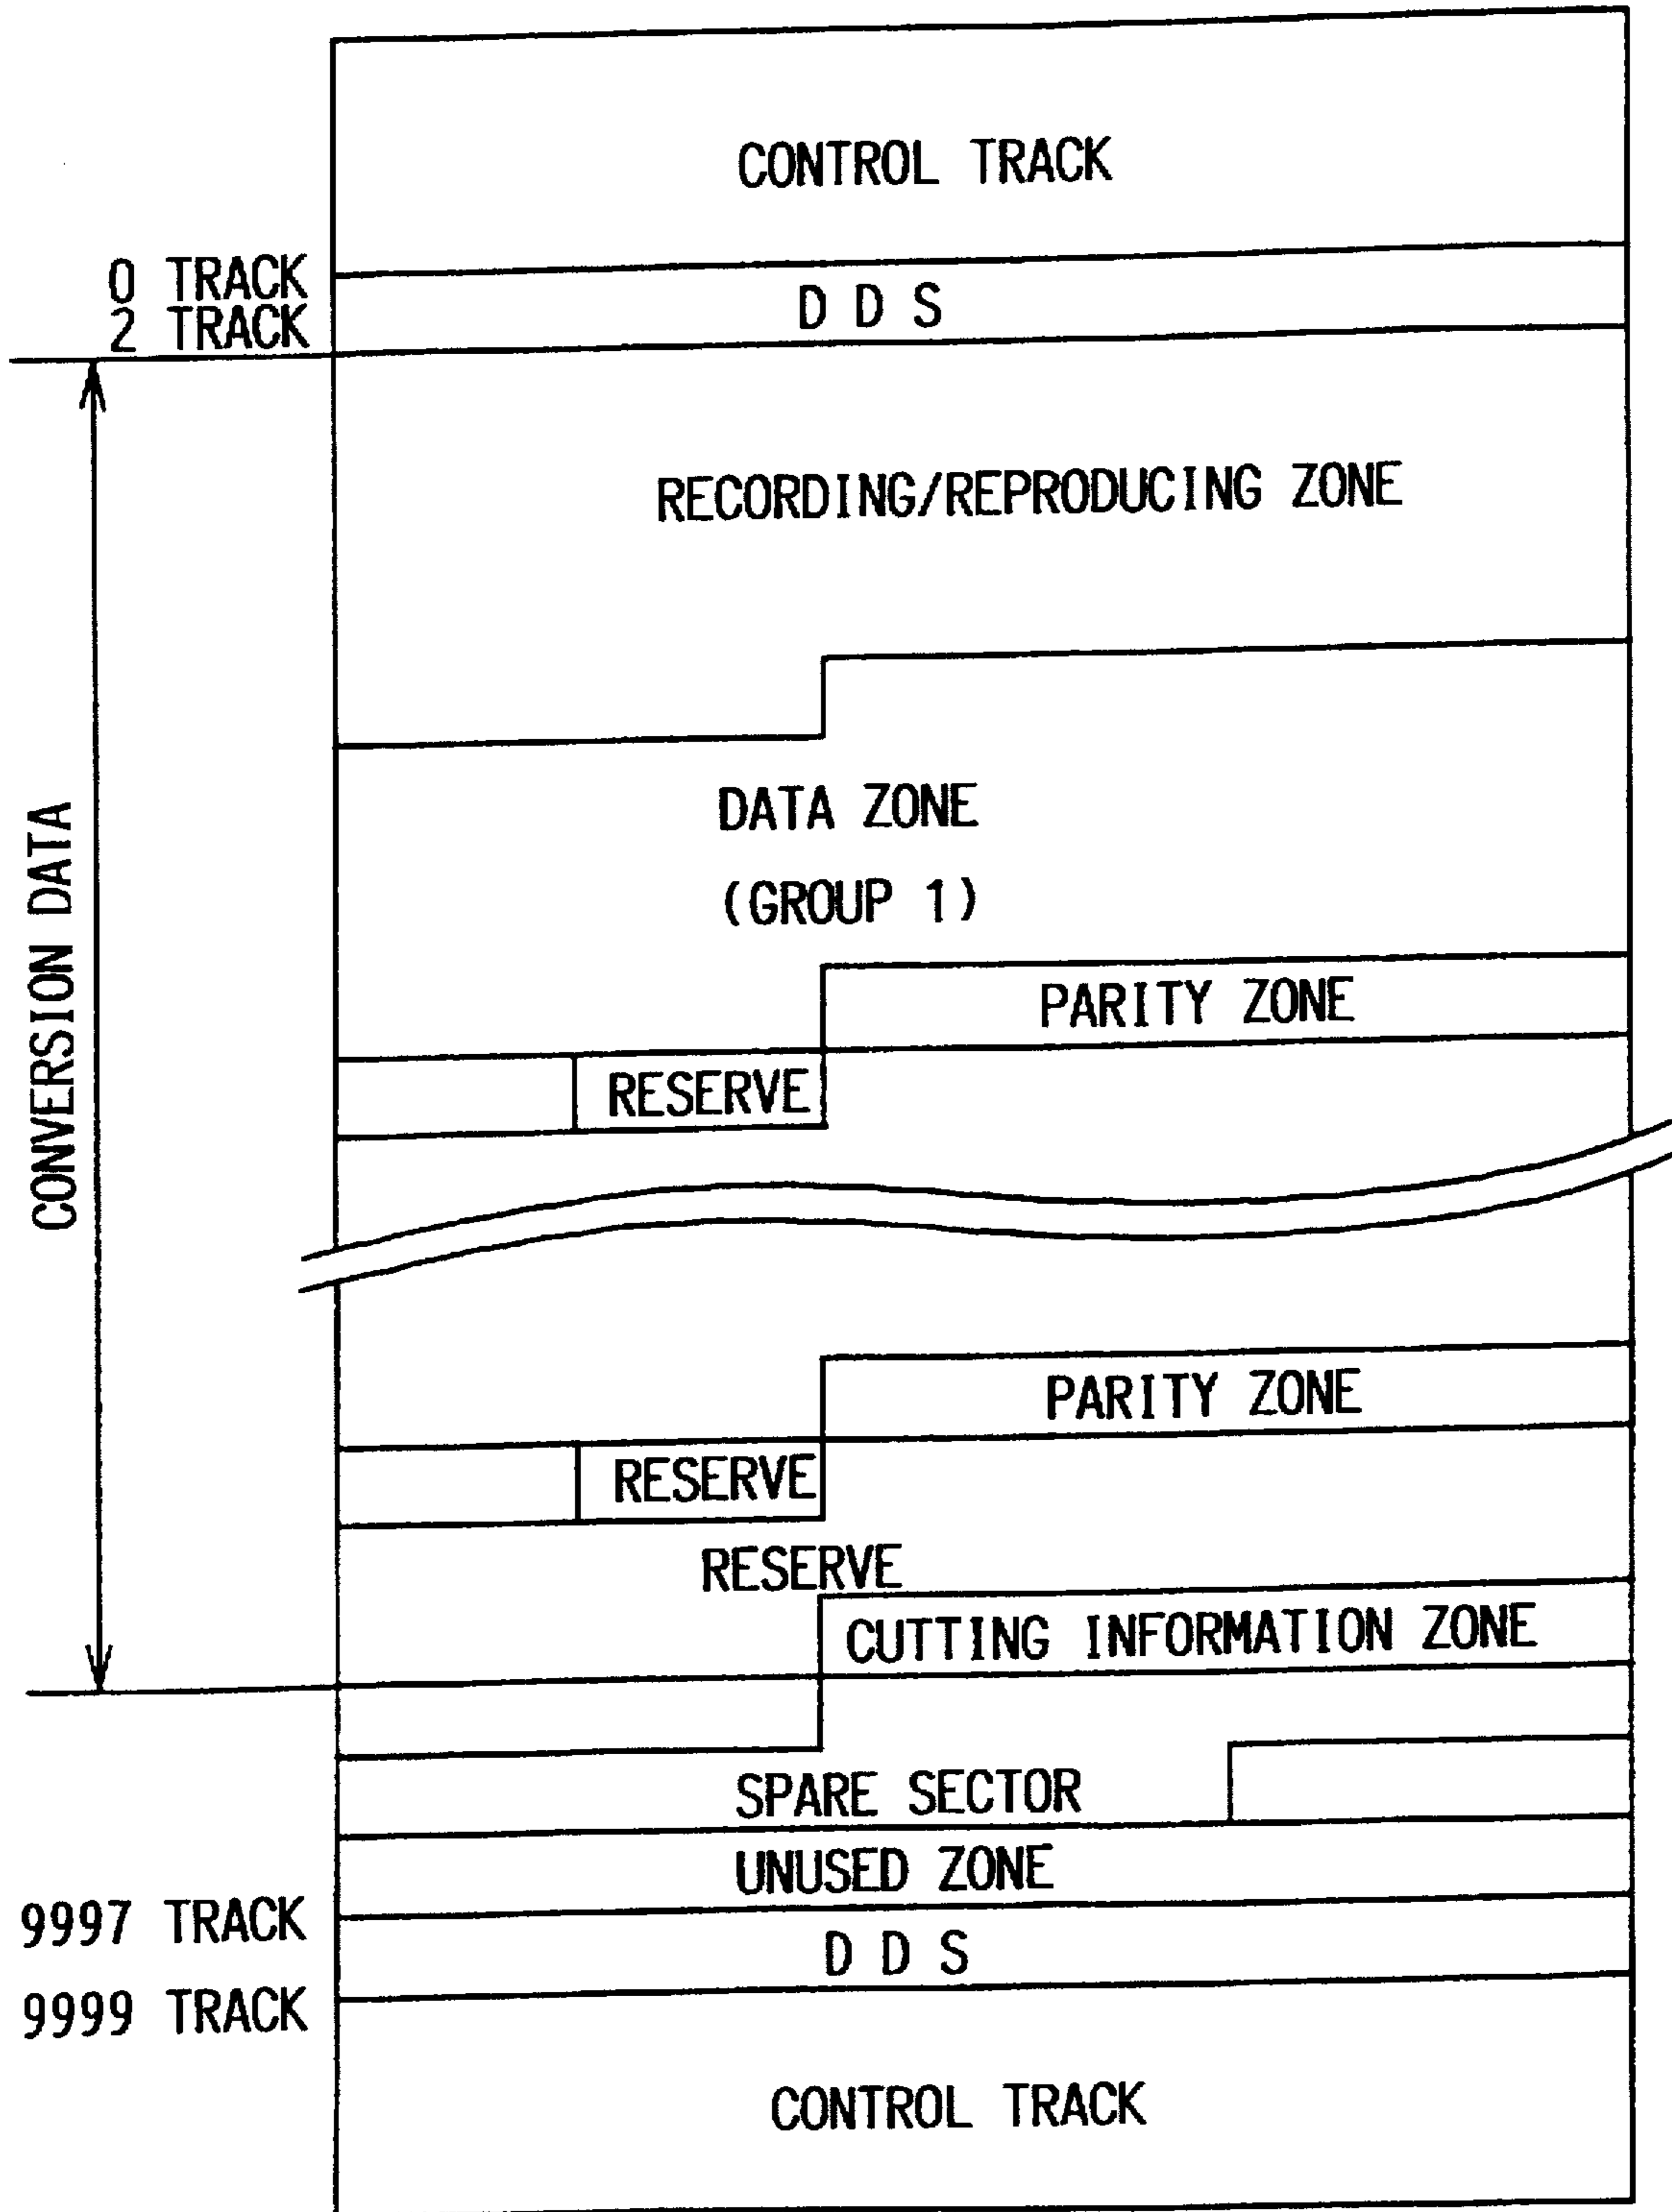 CONTROL TRACK
0 TRACK
D D S
2 TRACK
RECORDING/REPRODUCING ZONE
CONVERSION DATA
DATA ZONE
(GROUP 1)
PARITY ZONE
RESERVE
PARITY ZONE
RESERVE
RESERVE
CUTTING INFORMATION ZONE
SPARE SECTOR
UNUSED ZONE
9997 TRACK
D D S
9999 TRACK
CONTROL TRACK